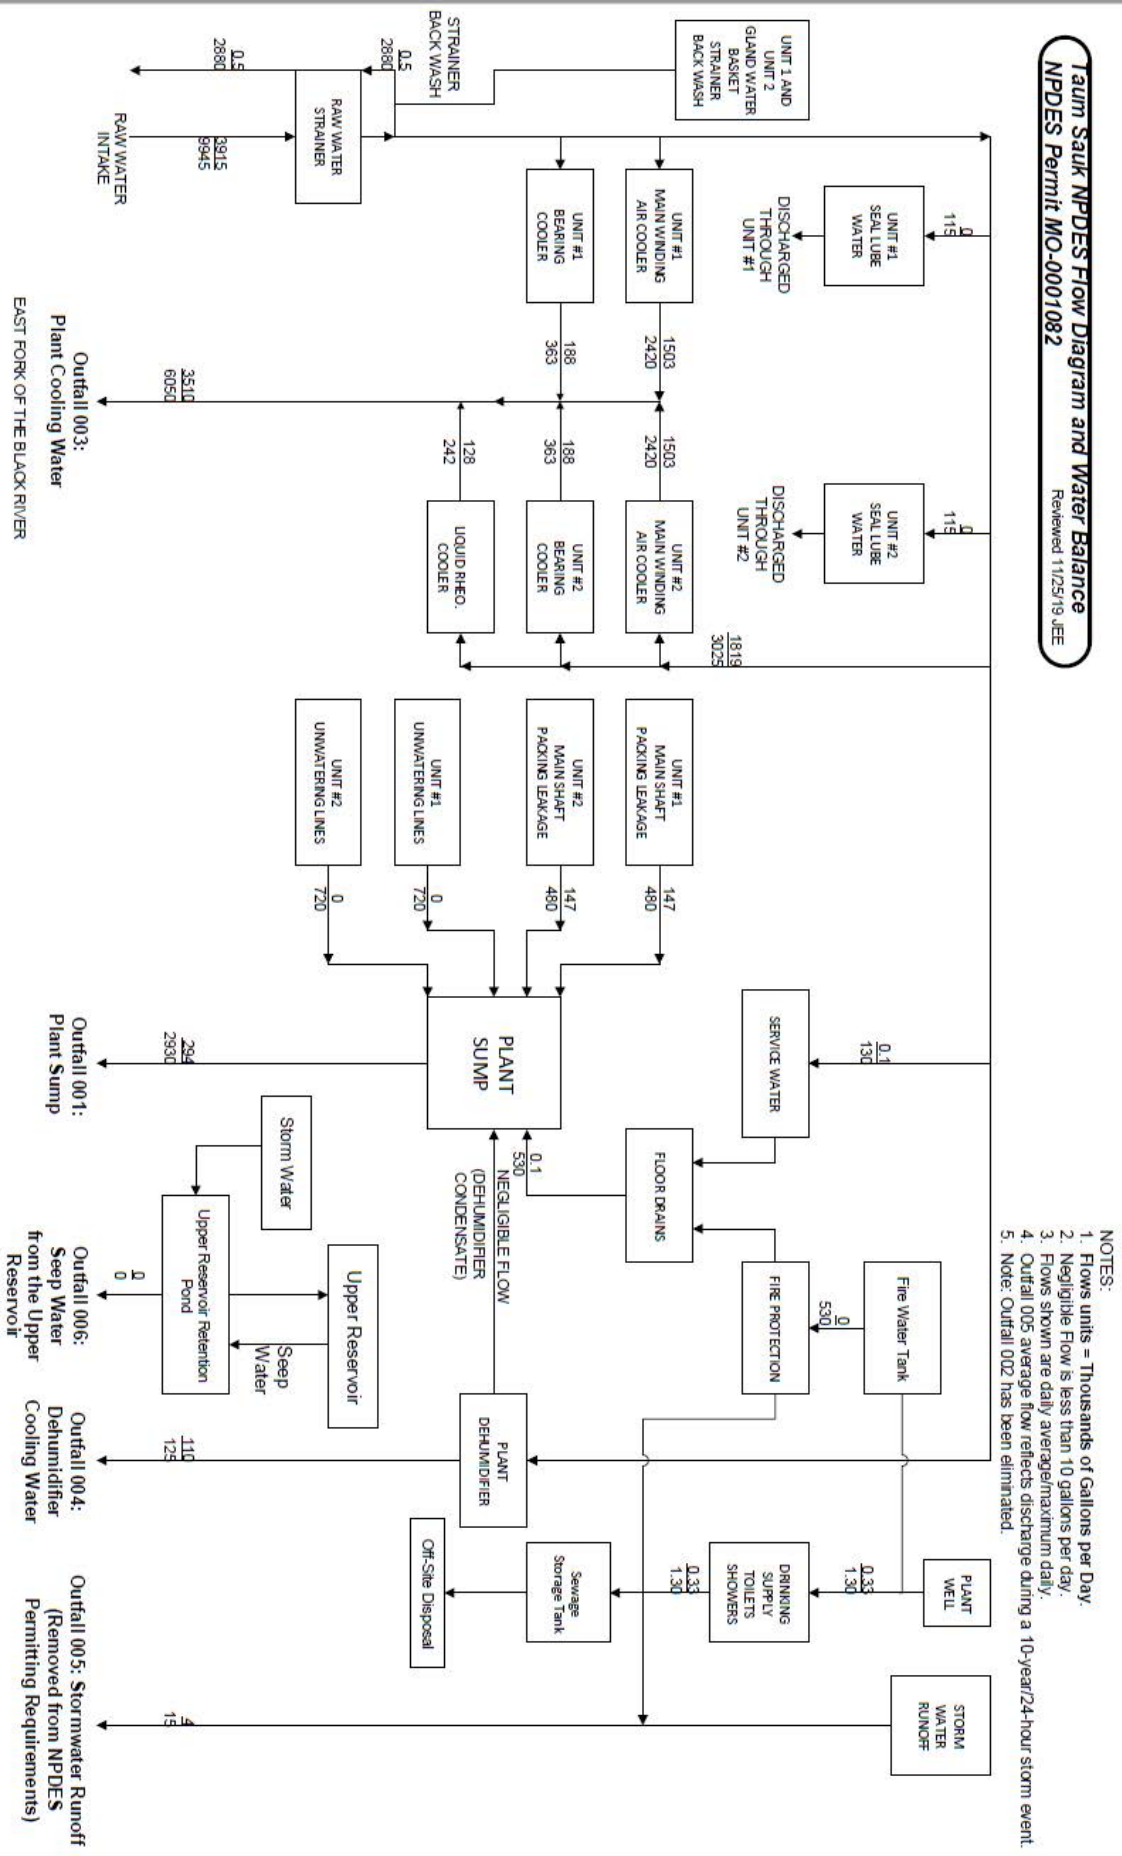 Taum Sauk NPDES Flow Diagram and Water Balance
NPDES Permit MO-0001082
Reviewed 11/25/19 JEE
NOTES:
1. Flows units = Thousands of Gallons per Day.
2. Negligible Flow is less than 10 gallons per day.
3. Flows shown are daily average/maximum daily.
4. Outfall 005 average flow reflects discharge during a 10-year/24-hour storm event.
5. Note: Outfall 002 has been eliminated.
UNIT 1 AND
UNIT 2
GLAND WATER
BASKET
STRAINER
BACK WASH
STRAINER
BACK WASH
0.5
2880
0.5
2880
RAW WATER
STRAINER
3915
9945
RAW WATER
INTAKE
0
115
UNIT #1
SEAL LUBE
WATER
DISCHARGED
THROUGH
UNIT #1
UNIT #1
MAIN WINDING
AIR COOLER
1503
2420
UNIT #1
BEARING
COOLER
188
363
0
115
UNIT #2
SEAL LUBE
WATER
DISCHARGED
THROUGH
UNIT #2
1819
3025
UNIT #2
MAIN WINDING
AIR COOLER
1503
2420
UNIT #2
BEARING
COOLER
188
363
LIQUID RHEO.
COOLER
128
242
3510
6050
Outfall 003:
Plant Cooling Water
EAST FORK OF THE BLACK RIVER
UNIT #1
MAIN SHAFT
PACKING LEAKAGE
147
480
UNIT #2
MAIN SHAFT
PACKING LEAKAGE
147
480
UNIT #1
UNWATERING LINES
0
720
UNIT #2
UNWATERING LINES
0
720
0.1
130
SERVICE WATER
FLOOR DRAINS
0.1
530
PLANT
SUMP
NEGLIGIBLE FLOW
(DEHUMIDIFIER
CONDENSATE)
294
2930
Outfall 001:
Plant Sump
Fire Water Tank
0
530
FIRE PROTECTION
Storm Water
Upper Reservoir
Seep
Water
Upper Reservoir Retention
Pond
0
0
Outfall 006:
Seep Water
from the Upper
Reservoir
PLANT
DEHUMIDIFIER
110
125
Outfall 004:
Dehumidifier
Cooling Water
PLANT
WELL
0.33
1.30
DRINKING
SUPPLY
TOILETS
SHOWERS
0.33
1.30
Sewage
Storage Tank
Off-Site Disposal
STORM
WATER
RUNOFF
4
15
Outfall 005: Stormwater Runoff
(Removed from NPDES
Permitting Requirements)